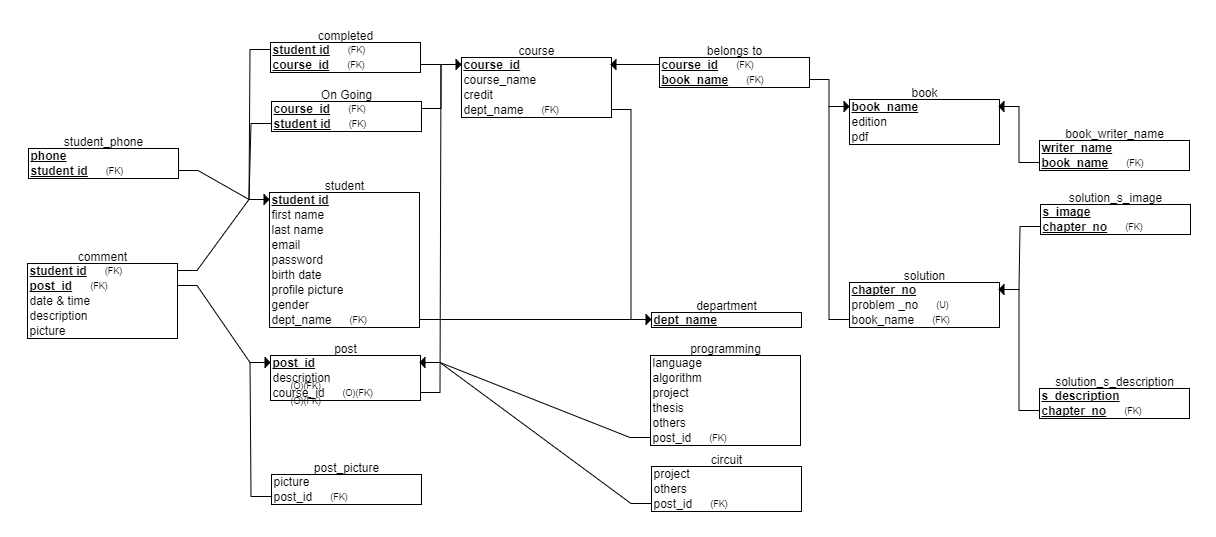 completed
student id (FK)
course_id (FK)
On Going
course_id (FK)
student id (FK)
course
course_id
course_name
credit
dept_name (FK)
belongs to
course_id (FK)
book_name (FK)
book
book_name
edition
pdf
book_writer_name
writer_name
book_name (FK)
student_phone
phone
student id (FK)
student
student id
first name
last name
email
password
birth date
profile picture
gender
dept_name (FK)
comment
student id (FK)
post_id (FK)
date & time
description
picture
solution_s_image
s_image
chapter_no (FK)
solution
chapter_no
problem _no (U)
book_name (FK)
department
dept_name
post
post_id
description
(O)(FK)
course_id (O)(FK)
(O)(FK)
programming
language
algorithm
project
thesis
others
post_id (FK)
solution_s_description
s_description
chapter_no (FK)
post_picture
picture
post_id (FK)
circuit
project
others
post_id (FK)